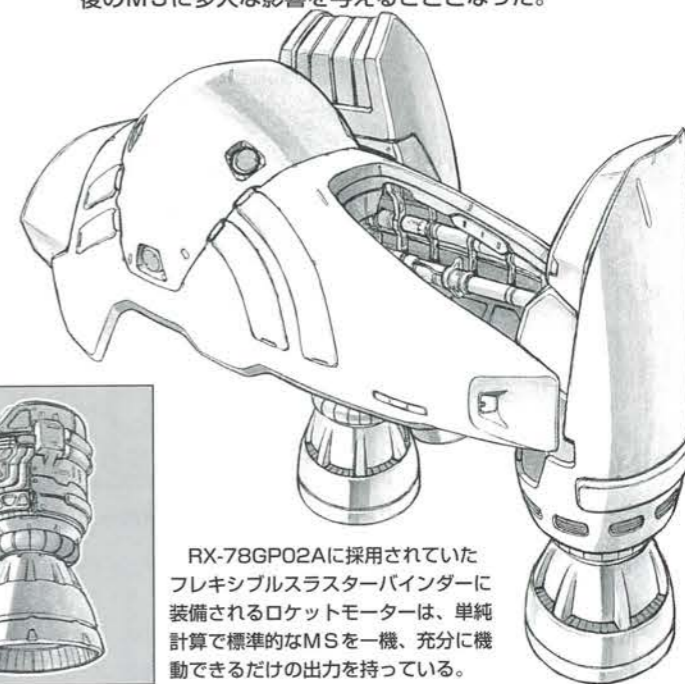 後のMSに多大な影響を与えることとなった。
RX-78GP02Aに採用されていた
フレキシブルスラスターバインダーに
装備されるロケットモーターは、単純
計算で標準的なMSを一機、充分に機
動できるだけの出力を持っている。